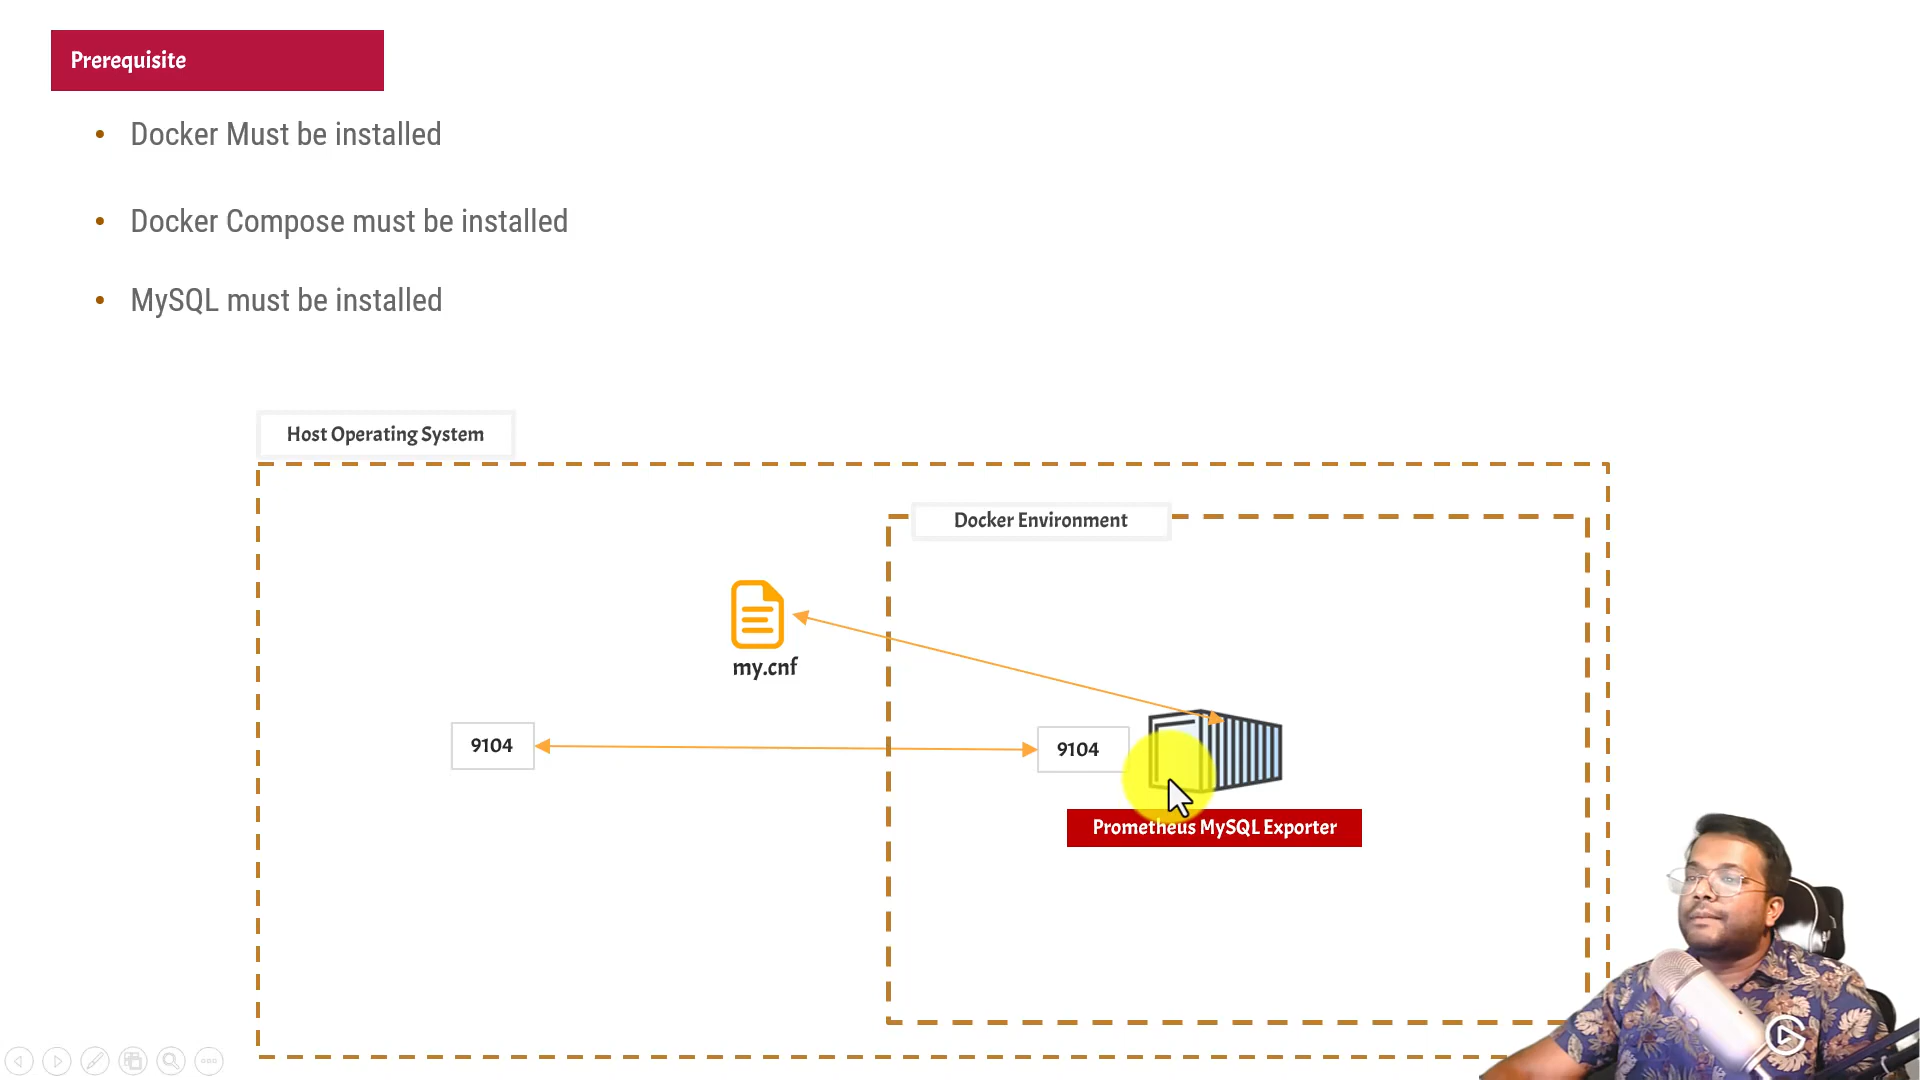 Prerequisite
• Docker Must be installed
• Docker Compose must be installed
• MySQL must be installed
Host Operating System
Docker Environment
my.cnf
9104
9104
Prometheus MySQL Exporter